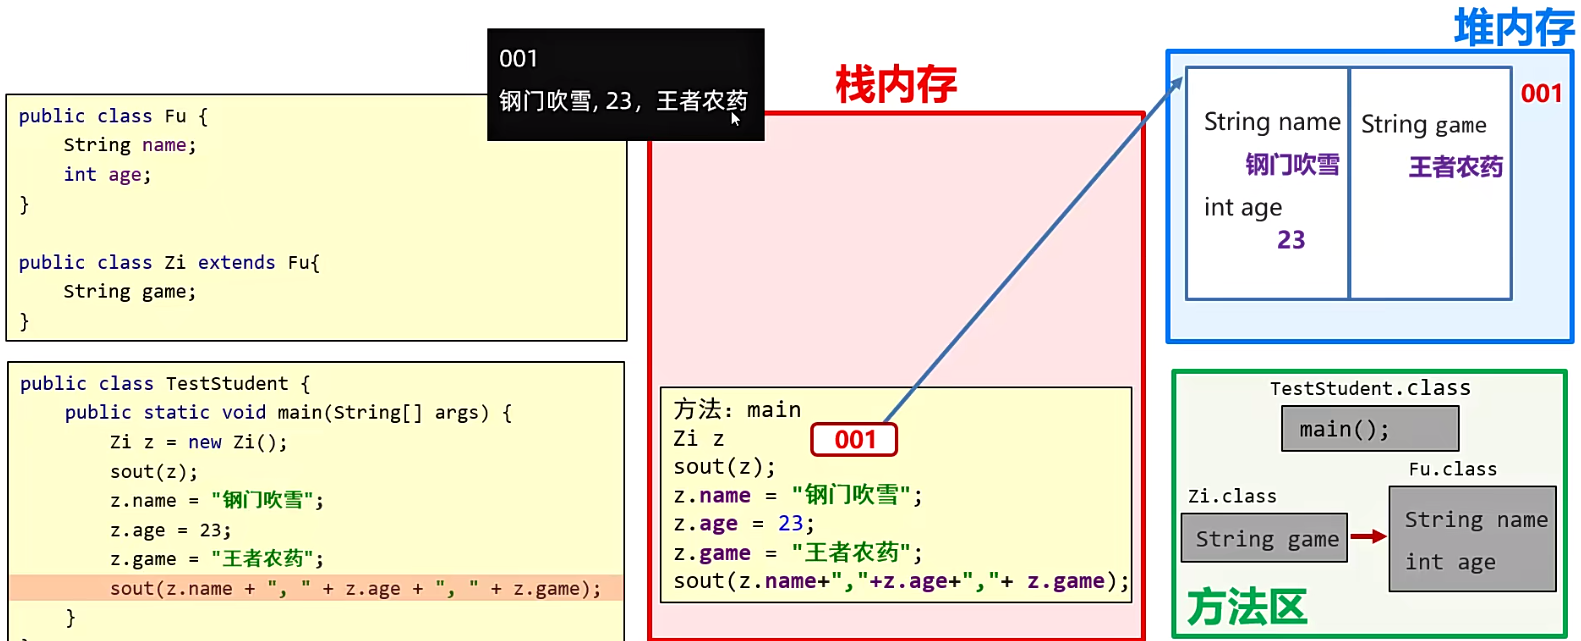 001
钢门吹雪, 23, 王者农药
public class Fu {
String name;
int age;
}
public class Zi extends Fu{
String game;
}
public class TestStudent {
public static void main(String[] args) {
Zi z = new Zi();
sout(z);
z.name = "钢门吹雪";
z.age = 23;
z.game = "王者农药";
sout(z.name + ", " + z.age + ", " + z.game);
}
栈内存
方法: main
Zi z 001
sout(z);
z.name = "钢门吹雪";
z.age = 23;
z.game = "王者农药";
sout(z.name+","+z.age+","+ z.game);
堆内存
001
String name
钢门吹雪
int age
23
String game
王者农药
TestStudent.class
main();
Fu.class
String name
int age
Zi.class
String game
方法区